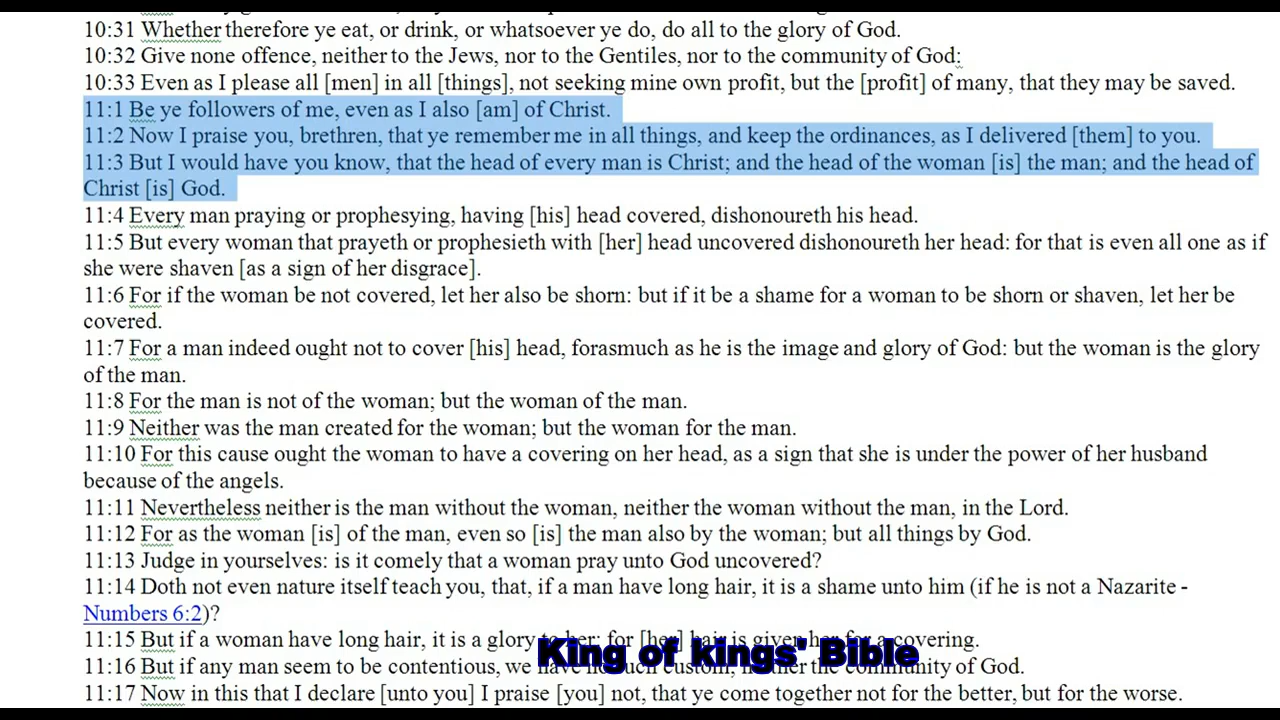 10:31 Whether therefore ye eat, or drink, or whatsoever ye do, do all to the glory of God.
10:32 Give none offence, neither to the Jews, nor to the Gentiles, nor to the community of God:
10:33 Even as I please all [men] in all [things], not seeking mine own profit, but the [profit] of many, that they may be saved.
11:1 Be ye followers of me, even as I also [am] of Christ.
11:2 Now I praise you, brethren, that ye remember me in all things, and keep the ordinances, as I delivered [them] to you.
11:3 But I would have you know, that the head of every man is Christ; and the head of the woman [is] the man; and the head of
Christ [is] God.
11:4 Every man praying or prophesying, having [his] head covered, dishonoureth his head.
11:5 But every woman that prayeth or prophesieth with [her] head uncovered dishonoureth her head: for that is even all one as if
she were shaven [as a sign of her disgrace].
11:6 For if the woman be not covered, let her also be shorn: but if it be a shame for a woman to be shorn or shaven, let her be
covered.
11:7 For a man indeed ought not to cover [his] head, forasmuch as he is the image and glory of God: but the woman is the glory
of the man.
11:8 For the man is not of the woman; but the woman of the man.
11:9 Neither was the man created for the woman; but the woman for the man.
11:10 For this cause ought the woman to have a covering on her head, as a sign that she is under the power of her husband
because of the angels.
11:11 Nevertheless neither is the man without the woman, neither the woman without the man, in the Lord.
11:12 For as the woman [is] of the man, even so [is] the man also by the woman; but all things by God.
11:13 Judge in yourselves: is it comely that a woman pray unto God uncovered?
11:14 Doth not even nature itself teach you, that, if a man have long hair, it is a shame unto him (if he is not a Nazarite -
Numbers 6:2)?
11:15 But if a woman have long hair, it is a glory to her: for [her] hair is given her for a covering.
King of kings' Bible
11:16 But if any man seem to be contentious, we have no such custom, neither the community of God.
11:17 Now in this that I declare [unto you] I praise [you] not, that ye come together not for the better, but for the worse.